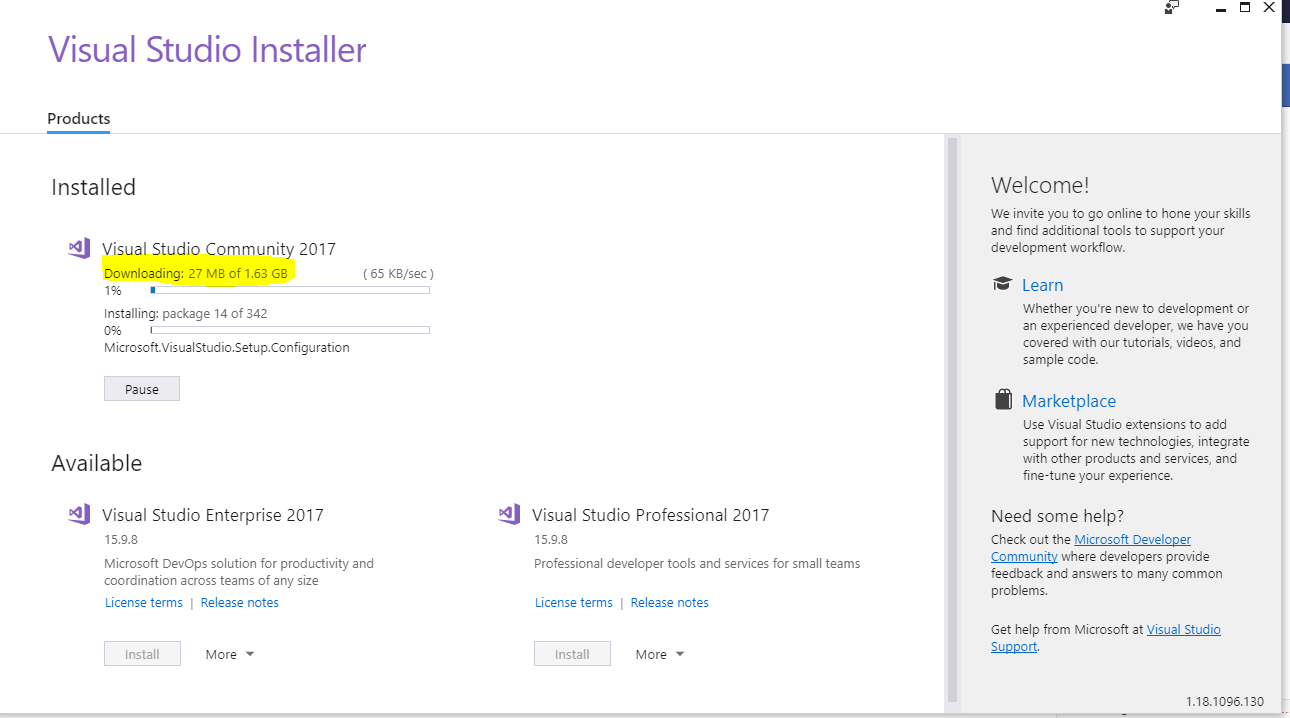 Visual Studio Installer
Products
Installed
Visual Studio Community 2017
Downloading: 27 MB of 1.63 GB
( 65 KB/sec )
1%
Installing: package 14 of 342
0%
Microsoft.VisualStudio.Setup.Configuration
Pause
Available
Visual Studio Enterprise 2017
15.9.8
Microsoft DevOps solution for productivity and
coordination across teams of any size
License terms | Release notes
Install
More
Visual Studio Professional 2017
15.9.8
Professional developer tools and services for small teams
License terms | Release notes
Install
More
Welcome!
We invite you to go online to hone your skills
and find additional tools to support your
development workflow.
Learn
Whether you're new to development or
an experienced developer, we have you
covered with our tutorials, videos, and
sample code.
Marketplace
Use Visual Studio extensions to add
support for new technologies, integrate
with other products and services, and
fine-tune your experience.
Need some help?
Check out the Microsoft Developer
Community where developers provide
feedback and answers to many common
problems.
Get help from Microsoft at Visual Studio
Support.
1.18.1096.130